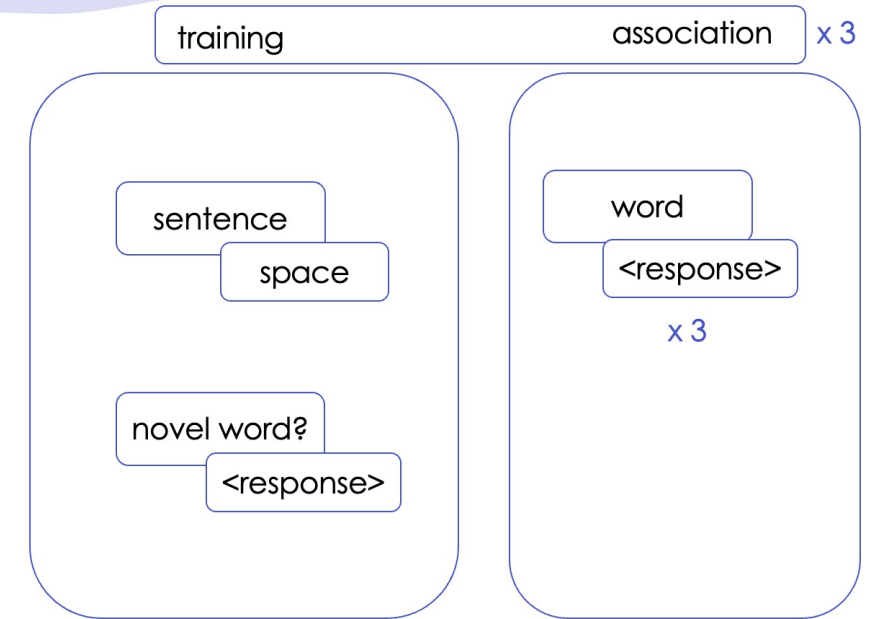 training
association
x 3
sentence
space
novel word?
<response>
word
<response>
x 3